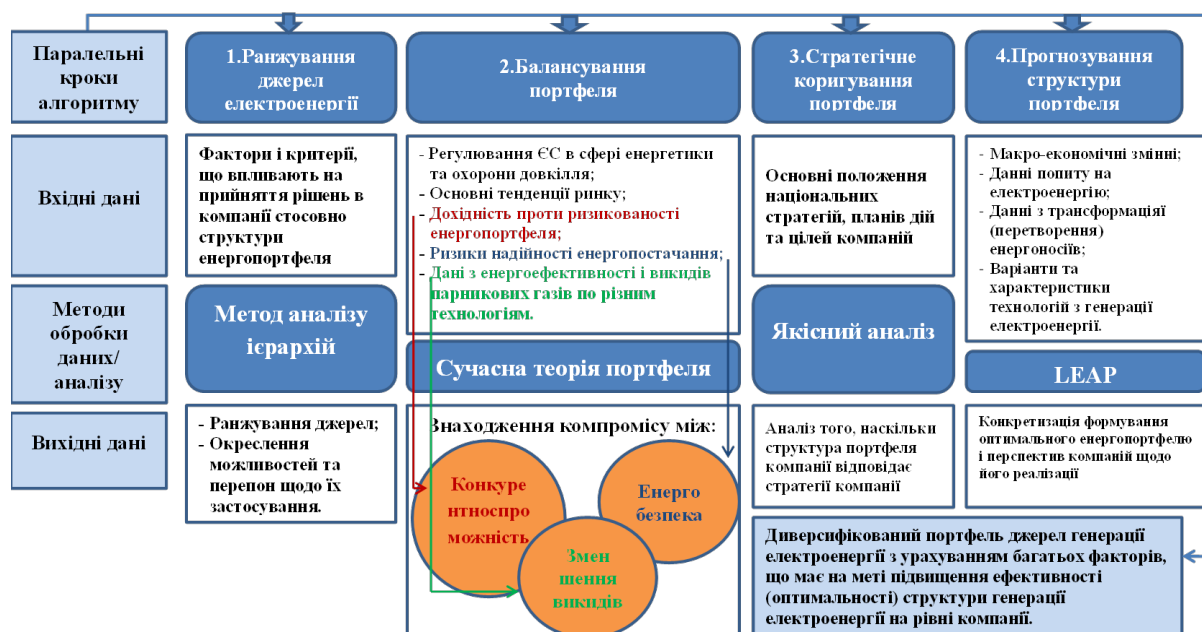 Паралельні
кроки
алгоритму
1.Ранжування
джерел
електроенергії
2.Балансування
портфеля
3.Стратегічне
коригування
портфеля
4.Прогнозування
структури
портфеля
Вхідні дані
Фактори і критерії,
що впливають на
прийняття рішень в
компанії стосовно
структури
енергопортфеля
- Регулювання ЄС в сфері енергетики
та охорони довкілля;
- Основні тенденції ринку;
- Дохідність проти ризикованості
енергопортфеля;
- Ризики надійності енергопостачання;
- Дані з енергоефективності і викидів
парникових газів по різним
технологіям.
Основні положення
національних
стратегій, планів дій
та цілей компаній
- Макро-економічні змінні;
- Данні попиту на
електроенергію;
- Данні з трансформаціяї
(перетворення)
енергоносіїв;
- Варіанти та
характеристики
технологій з генерації
електроенергії.
Методи
обробки
даних/
аналізу
Метод аналізу
ієрархій
Сучасна теорія портфеля
Якісний аналіз
LEAP
Вихідні дані
- Ранжування джерел;
- Окреслення
можливостей та
перепон щодо їх
застосування.
Знаходження компромісу між:
Конкуре
нтноспро
можність
Енерго
безпека
Змен
шення
викидів
Аналіз того, наскільки
структура портфеля
компанії відповідає
стратегії компанії
Конкретизація формування
оптимального енергопортфелю
і перспектив компаній щодо
його реалізації
Диверсифікований портфель джерел генерації
електроенергії з урахуванням багатьох факторів,
що має на меті підвищення ефективності
(оптимальності) структури генерації
електроенергії на рівні компанії.